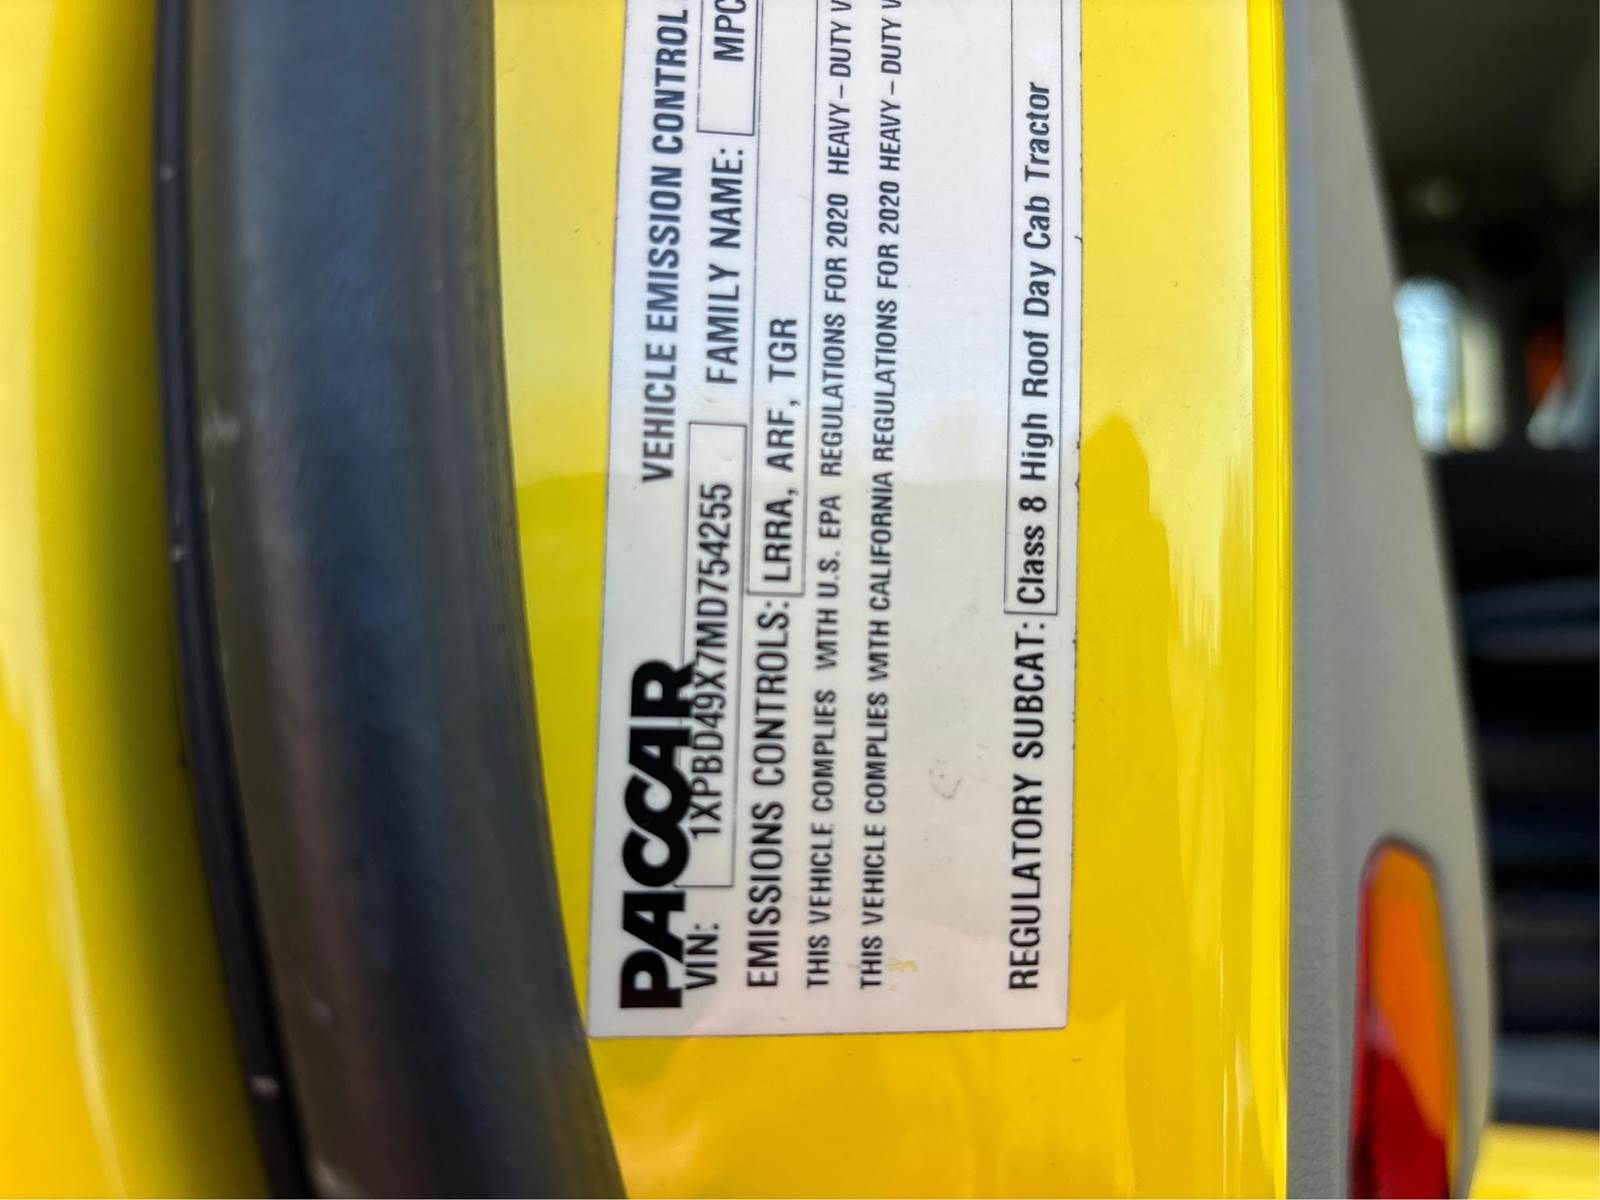 PACCAR
VEHICLE EMISSION CONTROL
VIN: 1XPBD49X7MD754255 FAMILY NAME: MPC
EMISSIONS CONTROLS: LRRA, ARF, TGR
THIS VEHICLE COMPLIES WITH U.S. EPA REGULATIONS FOR 2020 HEAVY-DUTY V
THIS VEHICLE COMPLIES WITH CALIFORNIA REGULATIONS FOR 2020 HEAVY-DUTY V
REGULATORY SUBCAT: Class 8 High Roof Day Cab Tractor